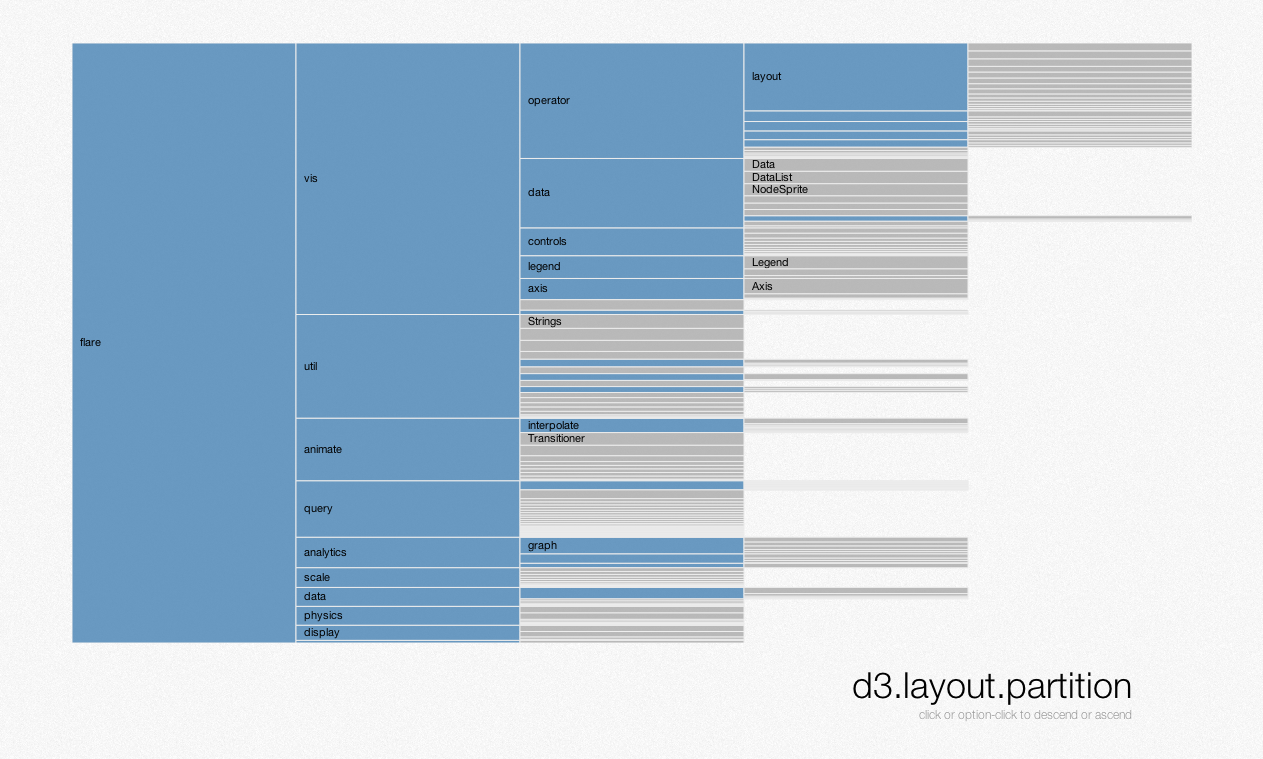 flare
vis
util
animate
query
analytics
scale
data
physics
display
operator
data
controls
legend
axis
Strings
interpolate
Transitioner
graph
layout
Data
DataList
NodeSprite
Legend
Axis
d3.layout.partition
click or option-click to descend or ascend